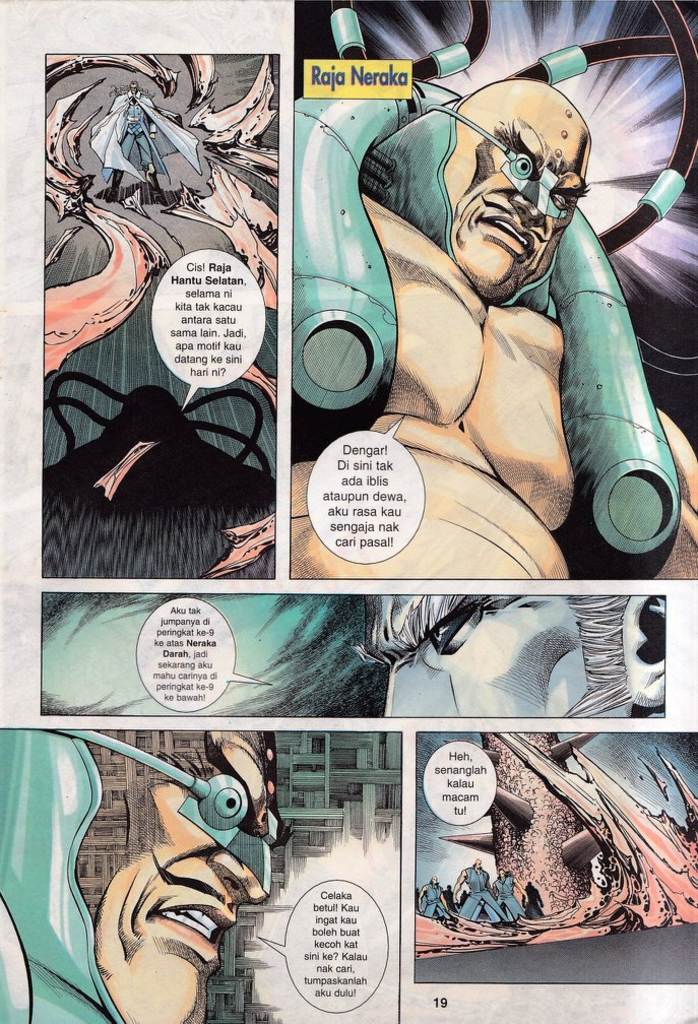 Cis! Raja
Hantu Selatan,
selama ni
kita tak kacau
antara satu
sama lain. Jadi,
apa motif kau
datang ke sini
hari ni?
Raja Neraka
Dengar!
Di sini tak
ada iblis
ataupun dewa,
aku rasa kau
sengaja nak
cari pasal!
Aku tak
jumpanya di
peringkat ke-9
ke atas Neraka
Darah, jadi
sekarang aku
mahu carinya di
peringkat ke-9
ke bawah!
Celaka
betul! Kau
ingat kau
boleh buat
kecoh kat
sini ke? Kalau
nak cari,
tumpaskanlah
aku dulu!
Heh,
senanglah
kalau
macam
tu!
19